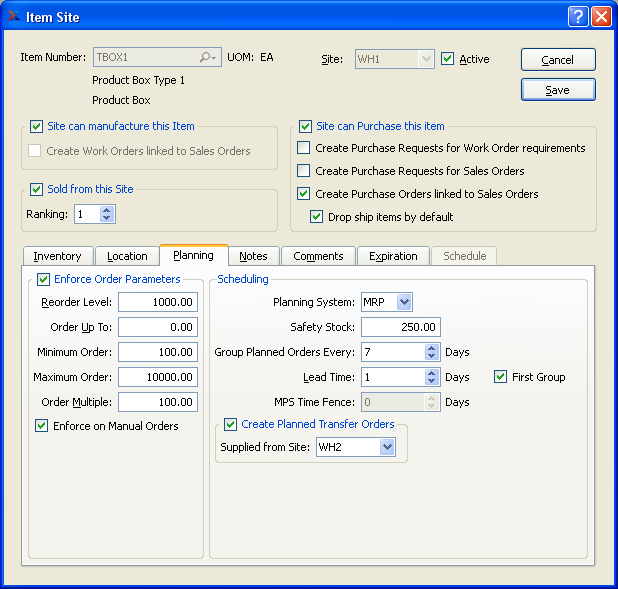 Item Site
Item Number: TBOX1 UOM: EA Site: WH1 Active Cancel
Product Box Type 1
Product Box Save
Site can manufacture this Item
Create Work Orders linked to Sales Orders
Sold from this Site
Ranking: 1
Site can Purchase this item
Create Purchase Requests for Work Order requirements
Create Purchase Requests for Sales Orders
Create Purchase Orders linked to Sales Orders
Drop ship items by default
Inventory Location Planning Notes Comments Expiration Schedule
Enforce Order Parameters
Reorder Level: 1000.00
Order Up To: 0.00
Minimum Order: 100.00
Maximum Order: 10000.00
Order Multiple: 100.00
Enforce on Manual Orders
Scheduling
Planning System: MRP
Safety Stock: 250.00
Group Planned Orders Every: 7 Days
Lead Time: 1 Days First Group
MPS Time Fence: 0 Days
Create Planned Transfer Orders
Supplied from Site: WH2